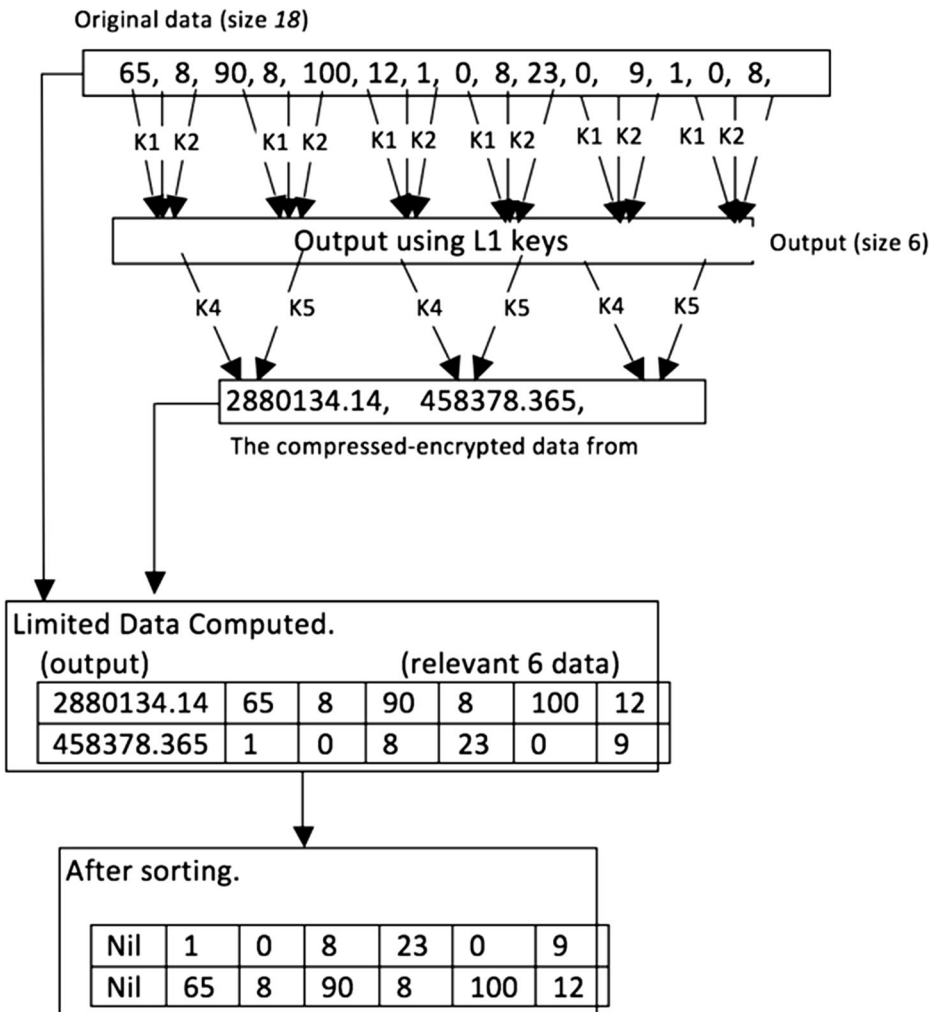 Original data (size 18)
65, 8, 90, 8, 100, 12, 1, 0, 8, 23, 0, 9, 1, 0, 8,
K1 K2 K1 K2 K1 K2 K1 K2 K1 K2 K1 K2
Output using L1 keys
Output (size 6)
K4 K5 K4 K5 K4 K5
2880134.14, 458378.365,
The compressed-encrypted data from
Limited Data Computed.
(output) (relevant 6 data)
2880134.14 65 8 90 8 100 12
458378.365 1 0 8 23 0 9
After sorting.
Nil 1 0 8 23 0 9
Nil 65 8 90 8 100 12